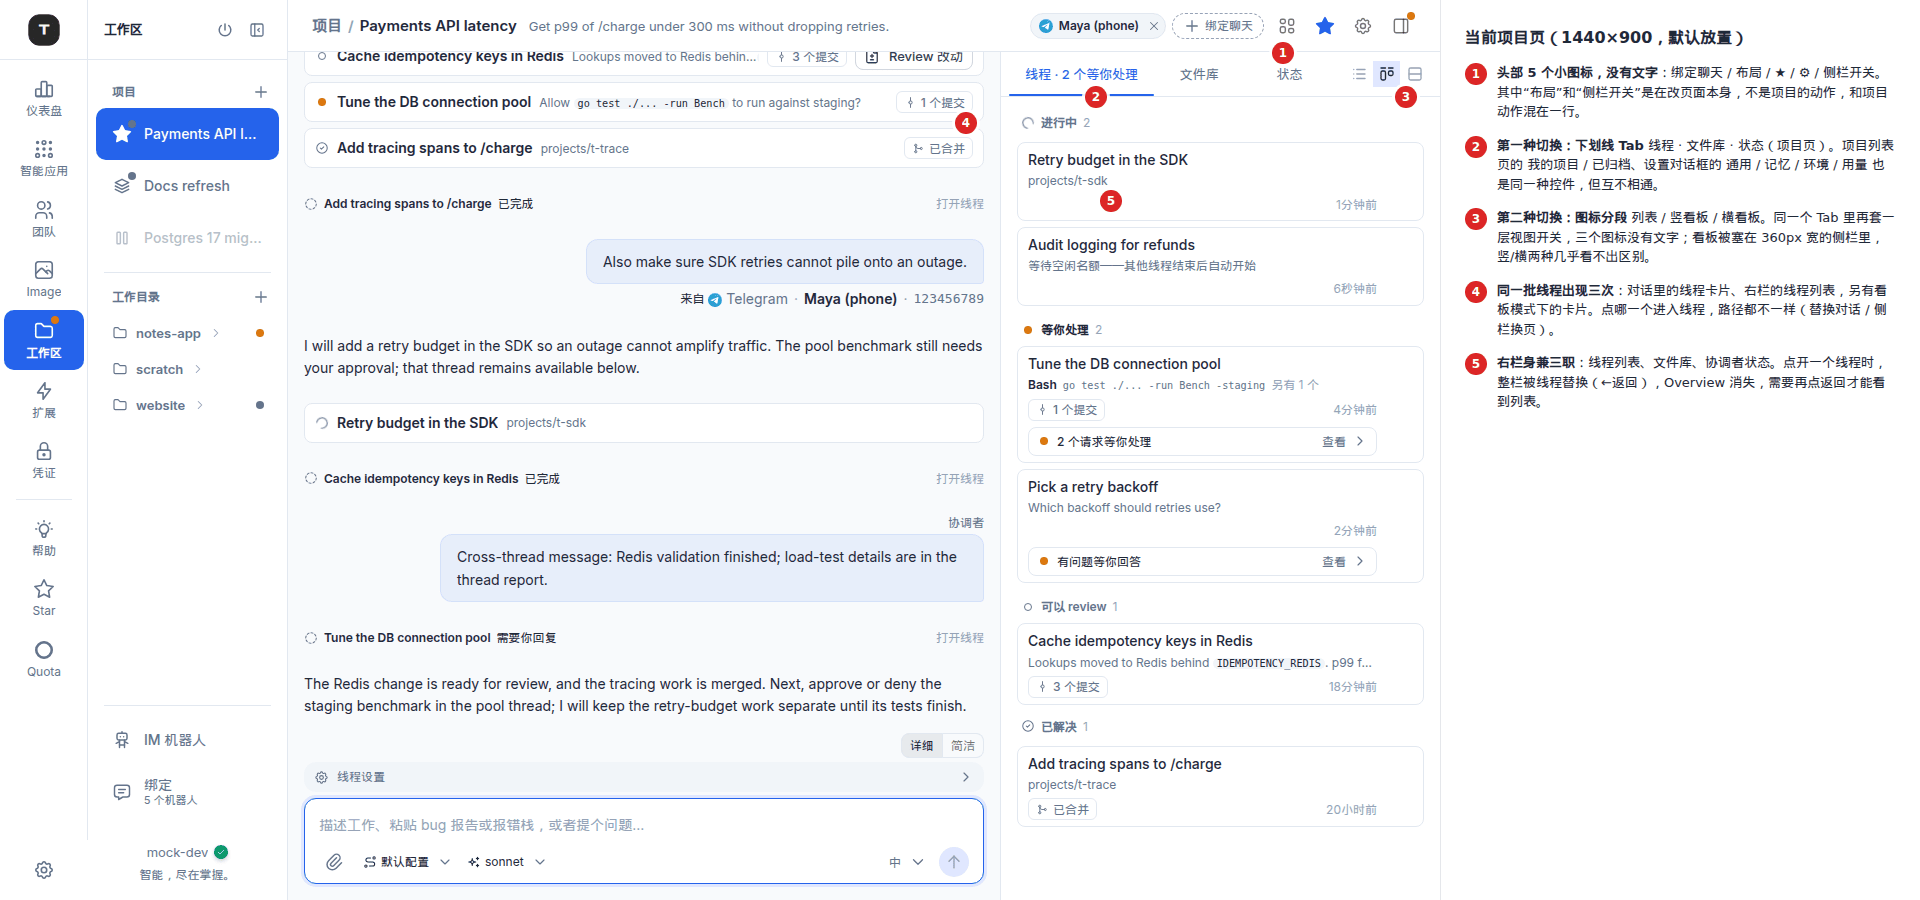 T
仪表盘
智能应用
团队
Image
工作区
扩展
凭证
帮助
Star
Quota
工作区
项目
Payments API l...
Docs refresh
Postgres 17 mig...
工作目录
notes-app
scratch
website
IM 机器人
绑定
5 个机器人
mock-dev
智能，尽在掌握。
项目 / Payments API latency Get p99 of /charge under 300 ms without dropping retries.
Maya (phone)
绑定聊天
Cache idempotency keys in Redis Lookups moved to Redis behin... 3 个提交 Review 改动
Tune the DB connection pool Allow go test ./... -run Bench to run against staging? 1 个提交
4
Add tracing spans to /charge projects/t-trace 已合并
Add tracing spans to /charge 已完成 打开线程
Also make sure SDK retries cannot pile onto an outage.
来自 Telegram · Maya (phone) · 123456789
I will add a retry budget in the SDK so an outage cannot amplify traffic. The pool benchmark still needs
your approval; that thread remains available below.
Retry budget in the SDK projects/t-sdk
Cache idempotency keys in Redis 已完成 打开线程
协调者
Cross-thread message: Redis validation finished; load-test details are in the
thread report.
Tune the DB connection pool 需要你回复 打开线程
The Redis change is ready for review, and the tracing work is merged. Next, approve or deny the
staging benchmark in the pool thread; I will keep the retry-budget work separate until its tests finish.
详细 简洁
线程设置
描述工作、粘贴 bug 报告或报错栈，或者提个问题...
默认配置 sonnet 中
1
线程 · 2 个等你处理 文件库 状态
2
3
进行中 2
Retry budget in the SDK
projects/t-sdk
5
1分钟前
Audit logging for refunds
等待空闲名额——其他线程结束后自动开始
6秒钟前
等你处理 2
Tune the DB connection pool
Bash go test ./... -run Bench -staging 另有 1 个
1 个提交 4分钟前
2 个请求等你处理 查看
Pick a retry backoff
Which backoff should retries use?
2分钟前
有问题等你回答 查看
可以 review 1
Cache idempotency keys in Redis
Lookups moved to Redis behind IDEMPOTENCY_REDIS . p99 f...
3 个提交 18分钟前
已解决 1
Add tracing spans to /charge
projects/t-trace
已合并 20小时前
当前项目页（1440×900，默认放置）
1 头部 5 个小图标，没有文字：绑定聊天 / 布局 / ★ / ⚙ / 侧栏开关。
其中“布局”和“侧栏开关”是在改页面本身，不是项目的动作，和项目
动作混在一行。
2 第一种切换：下划线 Tab 线程 · 文件库 · 状态（项目页）。项目列表
页的 我的项目 / 已归档、设置对话框的 通用 / 记忆 / 环境 / 用量 也
是同一种控件，但互不相通。
3 第二种切换：图标分段 列表 / 竖看板 / 横看板。同一个 Tab 里再套一
层视图开关，三个图标没有文字；看板被塞在 360px 宽的侧栏里，
竖/横两种几乎看不出区别。
4 同一批线程出现三次：对话里的线程卡片、右栏的线程列表，另有看
板模式下的卡片。点哪一个进入线程，路径都不一样（替换对话 / 侧
栏换页）。
5 右栏身兼三职：线程列表、文件库、协调者状态。点开一个线程时，
整栏被线程替换（←返回），Overview 消失，需要再点返回才能看
到列表。